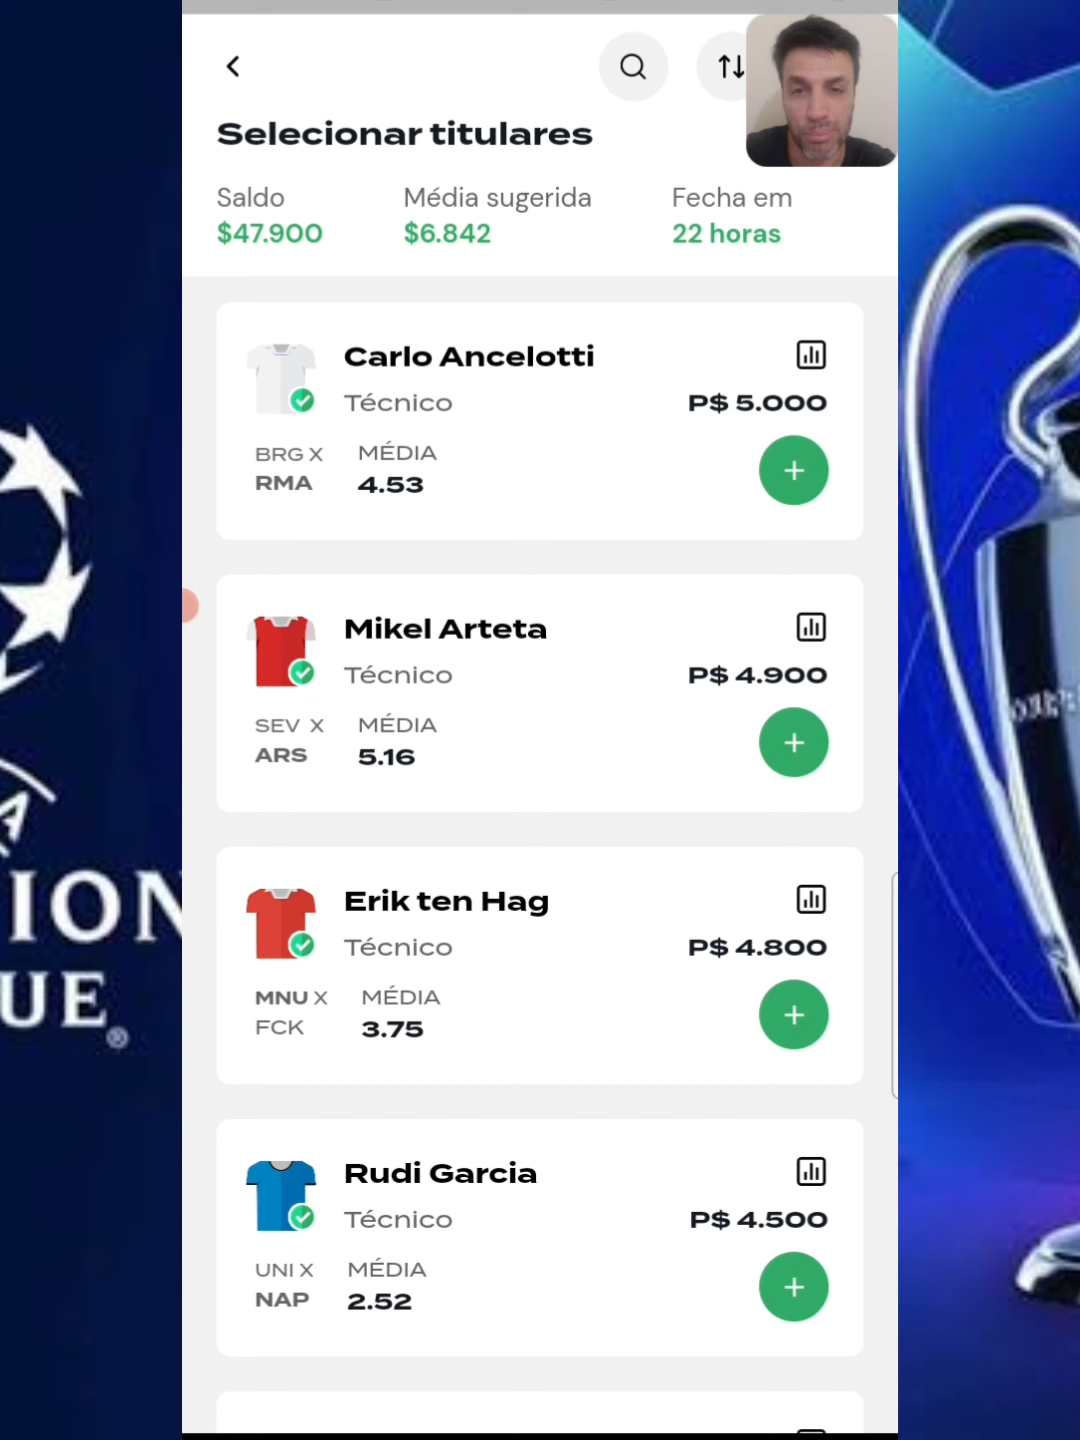 Selecionar titulares
Saldo
$47.900
Média sugerida
$6.842
Fecha em
22 horas
Carlo Ancelotti
Técnico
P$ 5.000
BRG X
RMA
MÉDIA
4.53
Mikel Arteta
Técnico
P$ 4.900
SEV X
ARS
MÉDIA
5.16
Erik ten Hag
Técnico
P$ 4.800
MNU X
FCK
MÉDIA
3.75
Rudi Garcia
Técnico
P$ 4.500
UNI X
NAP
MÉDIA
2.52
A
ION
UE®